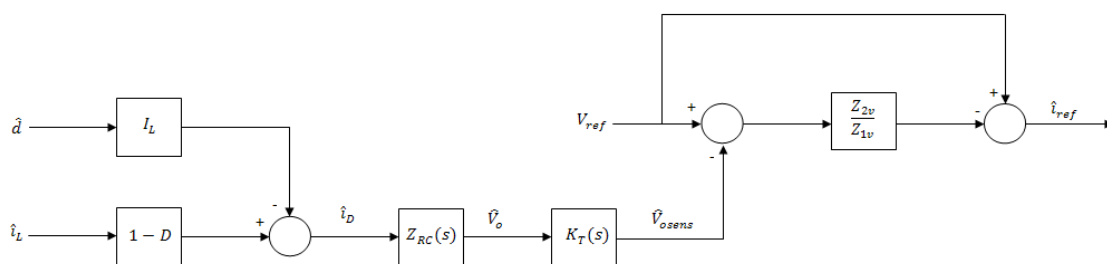 +
V_ref
+
-
Z_2v
Z_1v
-
+
î_ref
d̂
I_L
-
î_L
1 − D
+
î_D
Z_RC(s)
V̂_o
K_T(s)
V̂_osens